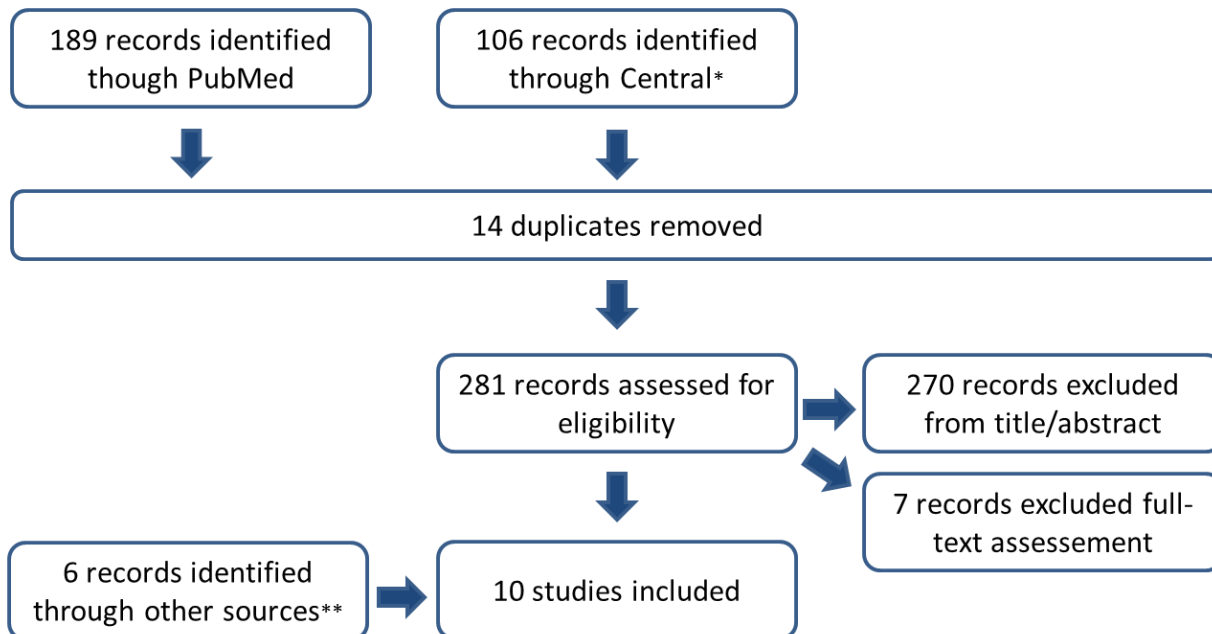 189 records identified
though PubMed
106 records identified
through Central*
14 duplicates removed
281 records assessed for
eligibility
270 records excluded
from title/abstract
7 records excluded full-
text assessement
6 records identified
through other sources**
10 studies included